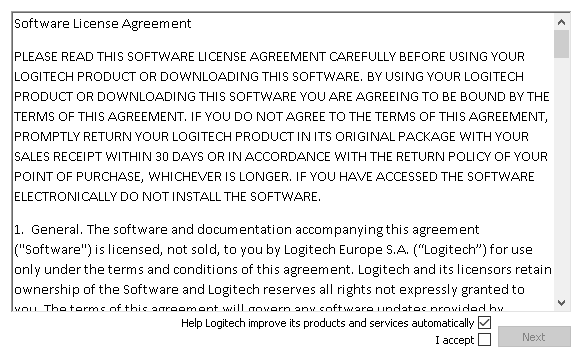 Software License Agreement
PLEASE READ THIS SOFTWARE LICENSE AGREEMENT CAREFULLY BEFORE USING YOUR
LOGITECH PRODUCT OR DOWNLOADING THIS SOFTWARE. BY USING YOUR LOGITECH
PRODUCT OR DOWNLOADING THIS SOFTWARE YOU ARE AGREEING TO BE BOUND BY THE
TERMS OF THIS AGREEMENT. IF YOU DO NOT AGREE TO THE TERMS OF THIS AGREEMENT,
PROMPTLY RETURN YOUR LOGITECH PRODUCT IN ITS ORIGINAL PACKAGE WITH YOUR
SALES RECEIPT WITHIN 30 DAYS OR IN ACCORDANCE WITH THE RETURN POLICY OF YOUR
POINT OF PURCHASE, WHICHEVER IS LONGER. IF YOU HAVE ACCESSED THE SOFTWARE
ELECTRONICALLY DO NOT INSTALL THE SOFTWARE.
1.  General. The software and documentation accompanying this agreement
("Software") is licensed, not sold, to you by Logitech Europe S.A. (“Logitech”) for use
only under the terms and conditions of this agreement. Logitech and its licensors retain
ownership of the Software and Logitech reserves all rights not expressly granted to
you. The terms of this agreement will govern any software updates provided by
Help Logitech improve its products and services automatically
I accept
Next